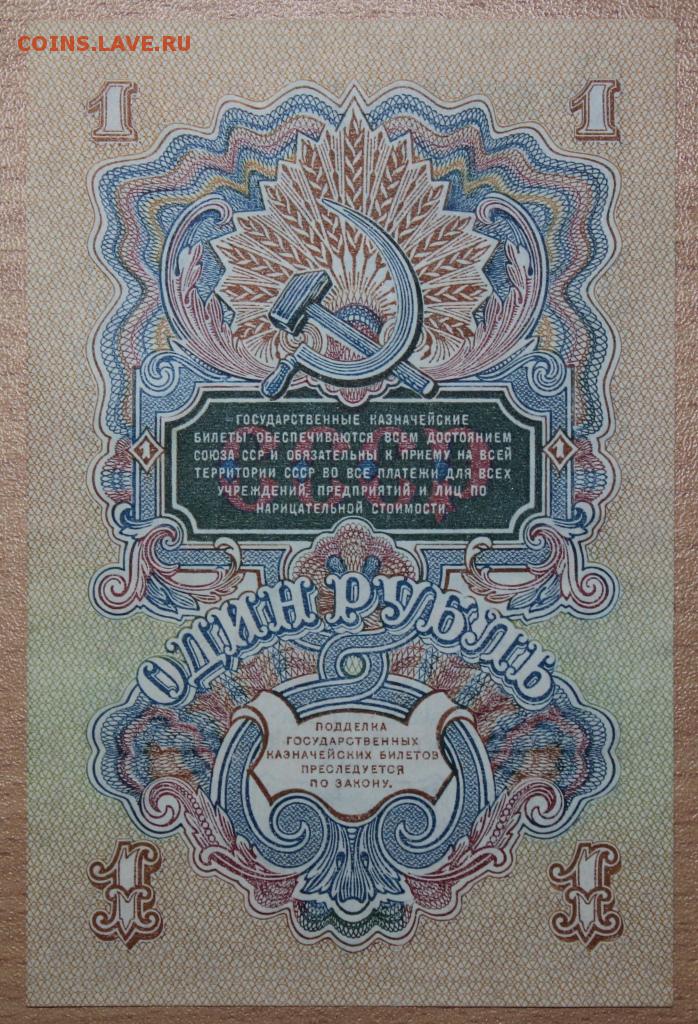 COINS.LAVE.RU
1 1
ГОСУДАРСТВЕННЫЕ КАЗНАЧЕЙСКИЕ
БИЛЕТЫ ОБЕСПЕЧИВАЮТСЯ ВСЕМ ДОСТОЯНИЕМ
СОЮЗА ССР И ОБЯЗАТЕЛЬНЫ К ПРИЕМУ НА ВСЕЙ
1 ТЕРРИТОРИИ СССР ВО ВСЕ ПЛАТЕЖИ ДЛЯ ВСЕХ 1
УЧРЕЖДЕНИЙ, ПРЕДПРИЯТИЙ И ЛИЦ ПО
НАРИЦАТЕЛЬНОЙ СТОИМОСТИ.
СССР
ОДИН РУБЛЬ
ПОДДЕЛКА
ГОСУДАРСТВЕННЫХ
КАЗНАЧЕЙСКИХ БИЛЕТОВ
ПРЕСЛЕДУЕТСЯ
ПО ЗАКОНУ.
1 1